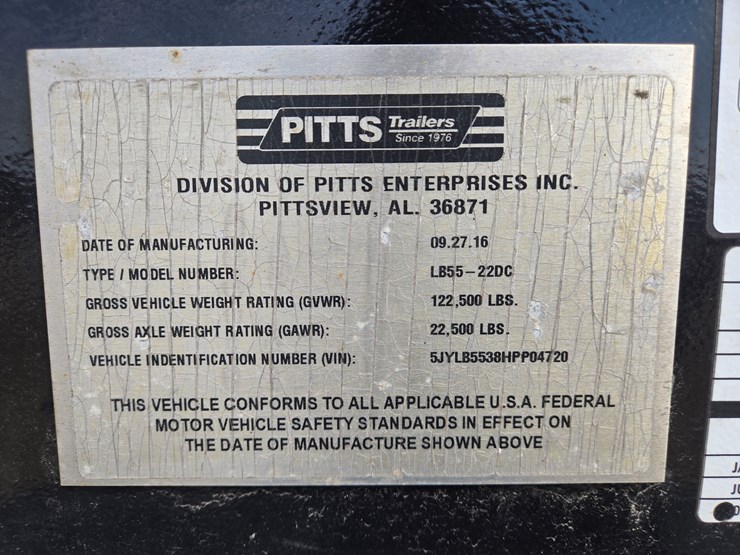 PITTS Trailers
Since 1976
DIVISION OF PITTS ENTERPRISES INC.
PITTSVIEW, AL. 36871
DATE OF MANUFACTURING: 09.27.16
TYPE / MODEL NUMBER: LB55-22DC
GROSS VEHICLE WEIGHT RATING (GVWR): 122,500 LBS.
GROSS AXLE WEIGHT RATING (GAWR): 22,500 LBS.
VEHICLE INDENTIFICATION NUMBER (VIN): 5JYLB5538HPP04720
THIS VEHICLE CONFORMS TO ALL APPLICABLE U.S.A. FEDERAL
MOTOR VEHICLE SAFETY STANDARDS IN EFFECT ON
THE DATE OF MANUFACTURE SHOWN ABOVE